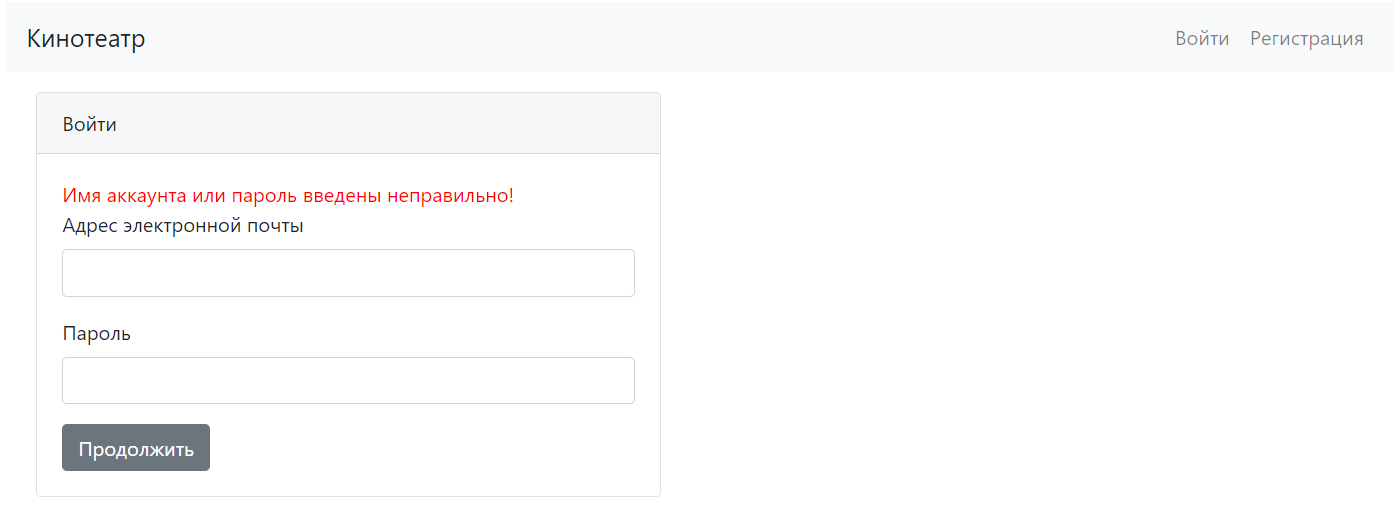 Кинотеатр
Войти Регистрация
Войти
Имя аккаунта или пароль введены неправильно!
Адрес электронной почты
Пароль
Продолжить